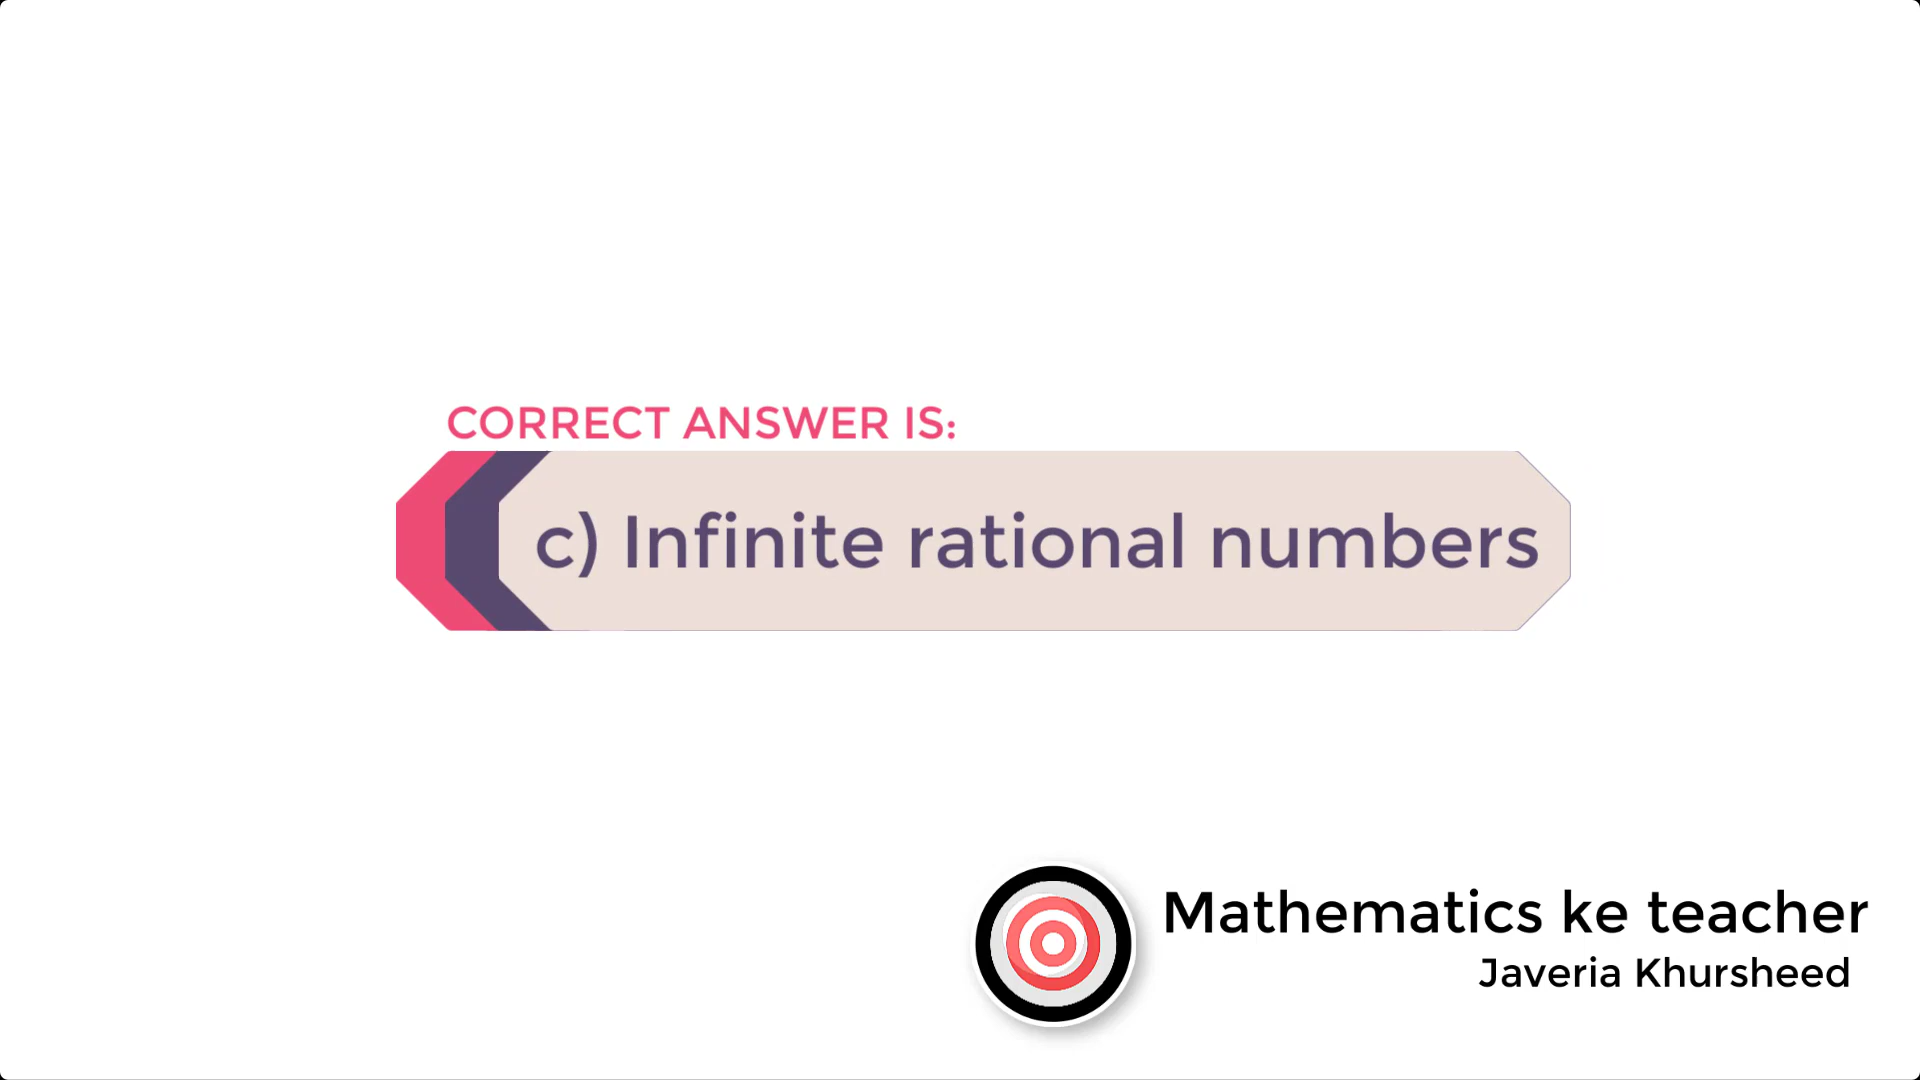 CORRECT ANSWER IS:
c) Infinite rational numbers
Mathematics ke teacher
Javeria Khursheed